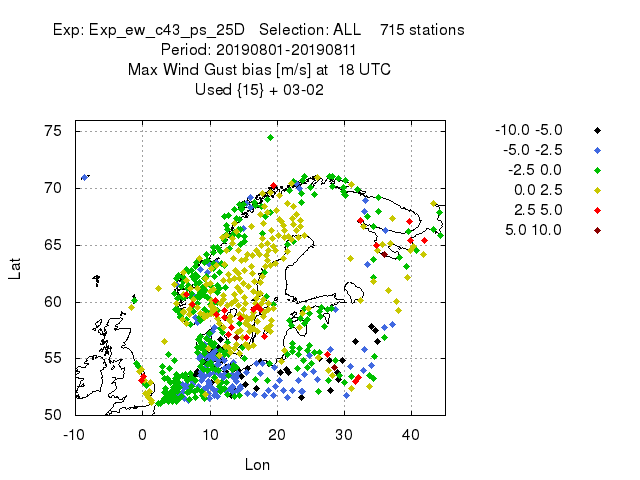 Exp: Exp_ew_c43_ps_25D Selection: ALL 715 stations
Period: 20190801-20190811
Max Wind Gust bias [m/s] at 18 UTC
Used {15} + 03-02
-10.0 -5.0
-5.0 -2.5
-2.5 0.0
0.0 2.5
2.5 5.0
5.0 10.0
Lat
75
70
65
60
55
50
-10 0 10 20 30 40
Lon